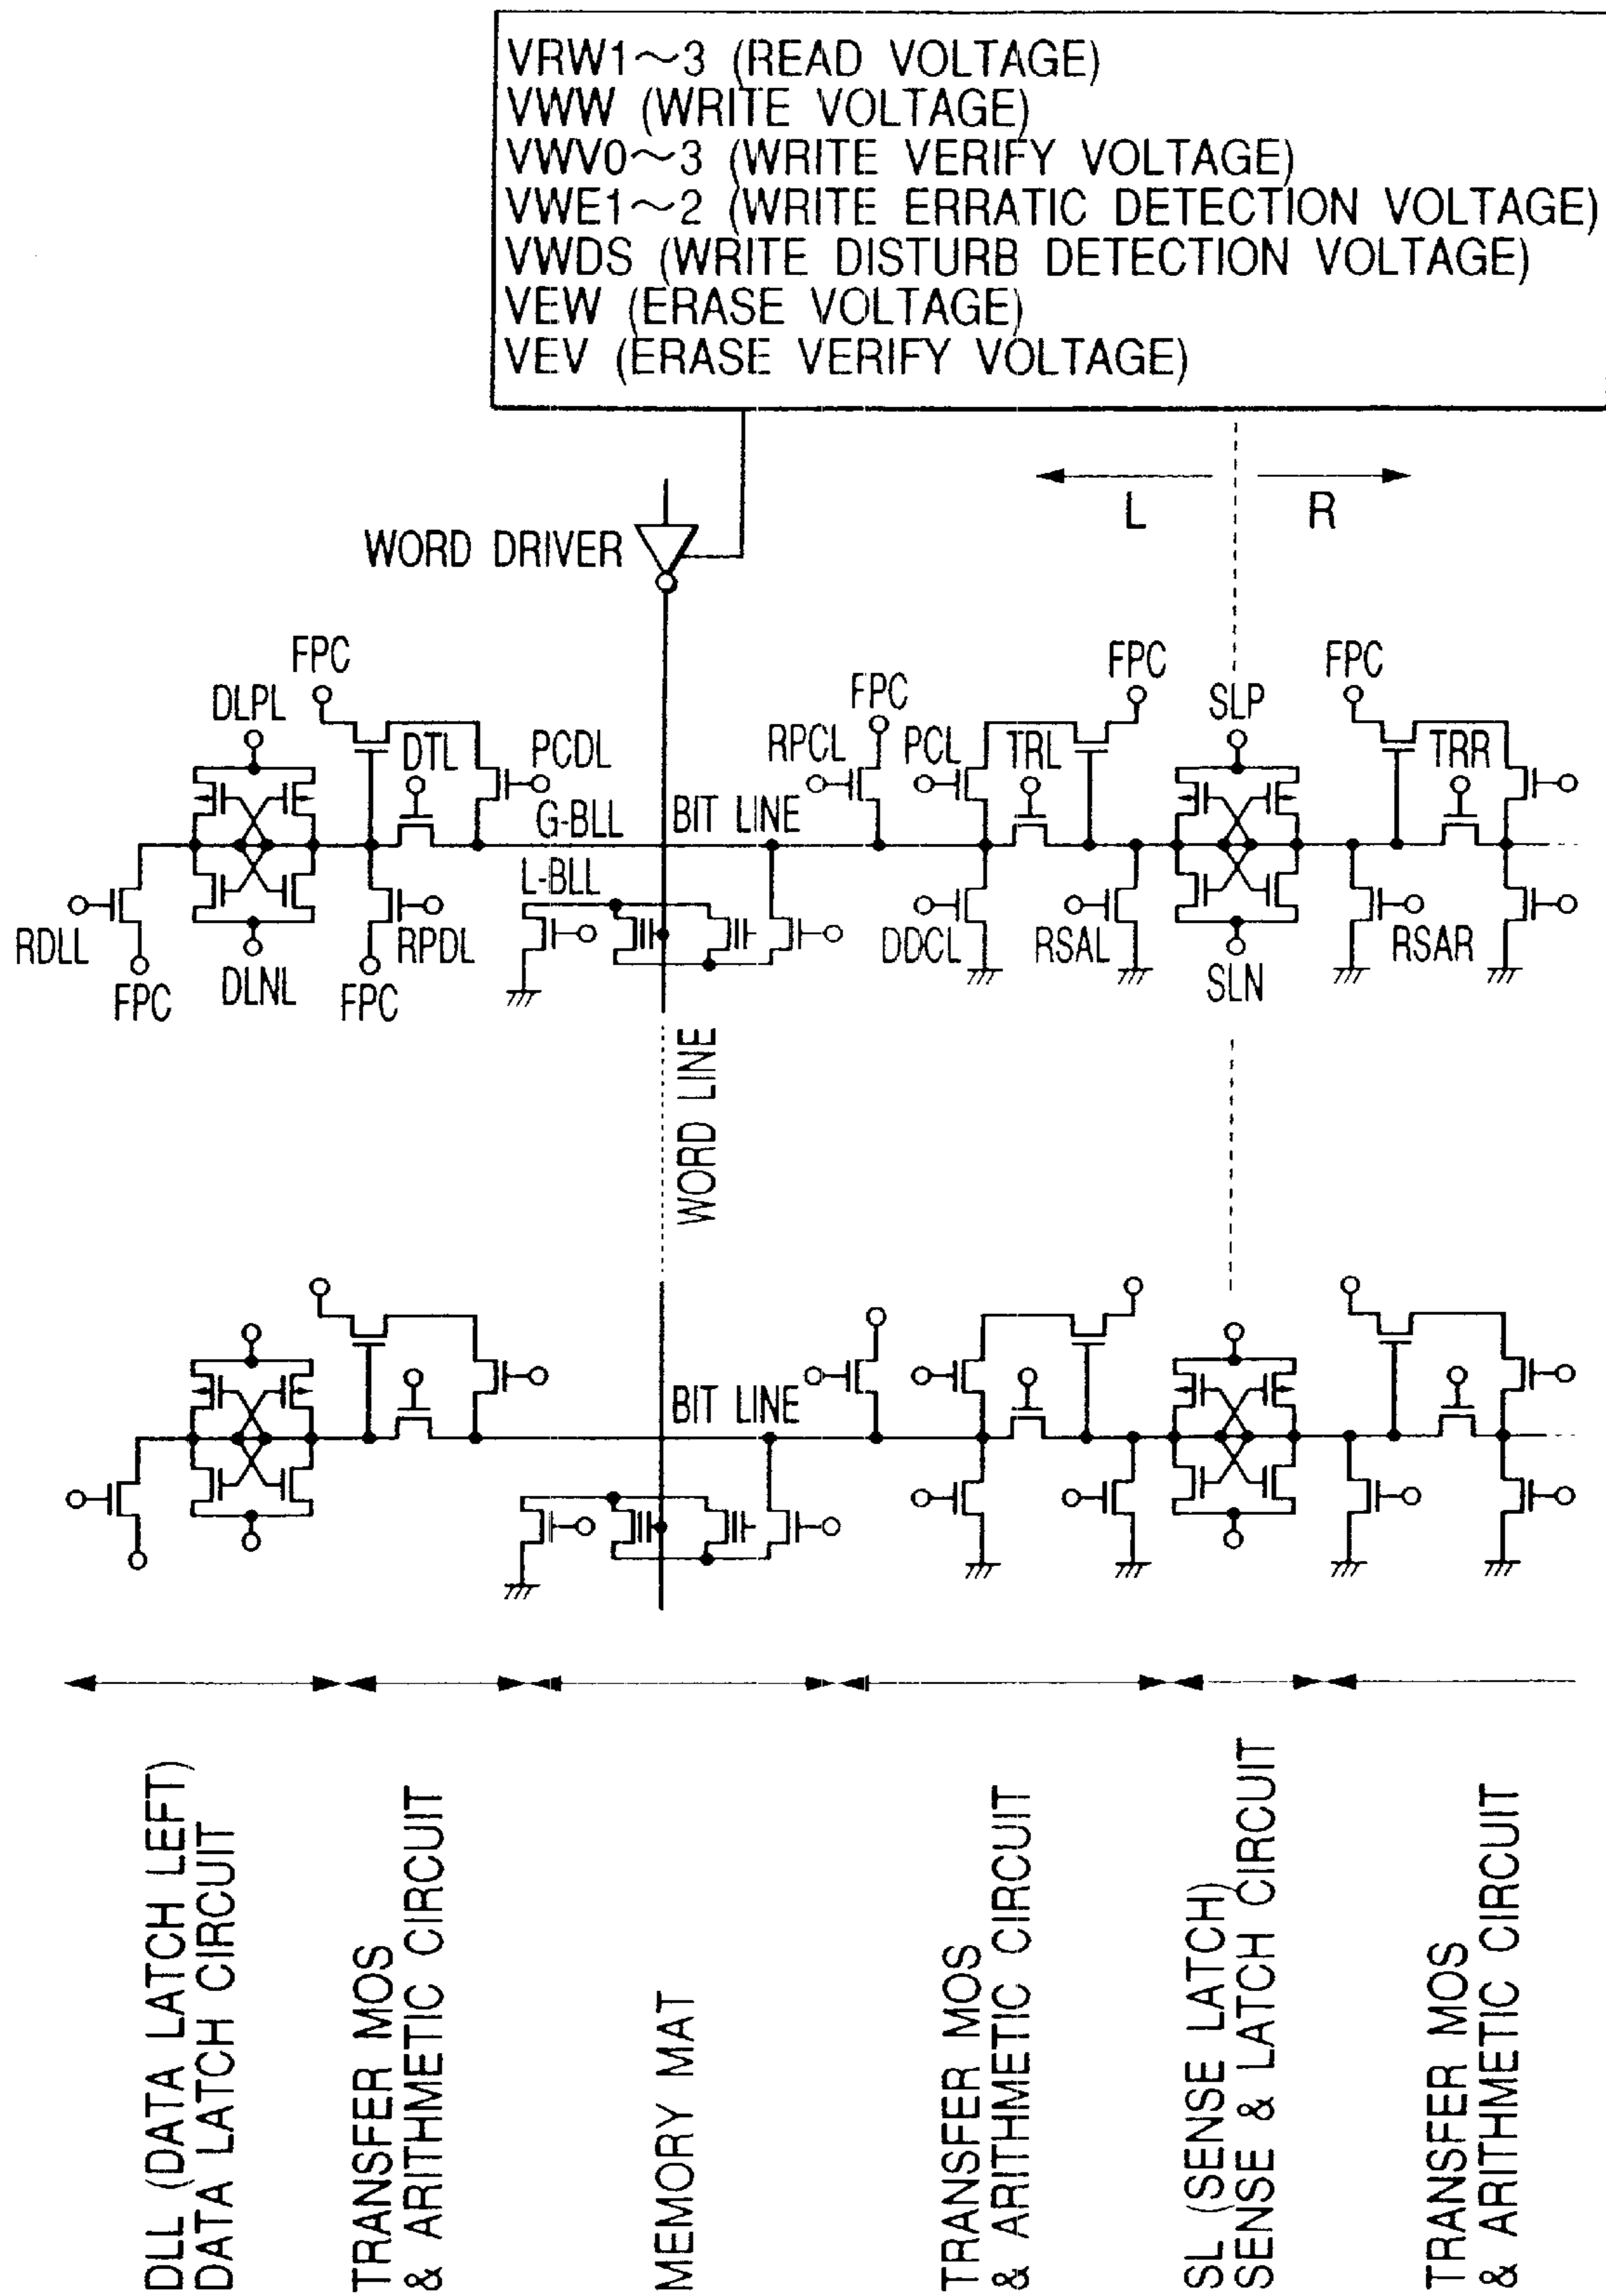 VRW1～3 (READ VOLTAGE)
VWW (WRITE VOLTAGE)
VWV0～3 (WRITE VERIFY VOLTAGE)
VWE1～2 (WRITE ERRATIC DETECTION VOLTAGE)
VWDS (WRITE DISTURB DETECTION VOLTAGE)
VEW (ERASE VOLTAGE)
VEV (ERASE VERIFY VOLTAGE)
L R
WORD DRIVER
FPC FPC FPC
DLPL FPC SLP
DTL PCDL RPCL PCL TRL TRR
G-BLL BIT LINE
L-BLL
RDLL RPDL DDCL RSAL RSAR
FPC DLNL FPC SLN
WORD LINE
BIT LINE
DLL (DATA LATCH LEFT)
DATA LATCH CIRCUIT
TRANSFER MOS
& ARITHMETIC CIRCUIT
MEMORY MAT
TRANSFER MOS
& ARITHMETIC CIRCUIT
SL (SENSE LATCH)
SENSE & LATCH CIRCUIT
TRANSFER MOS
& ARITHMETIC CIRCUIT